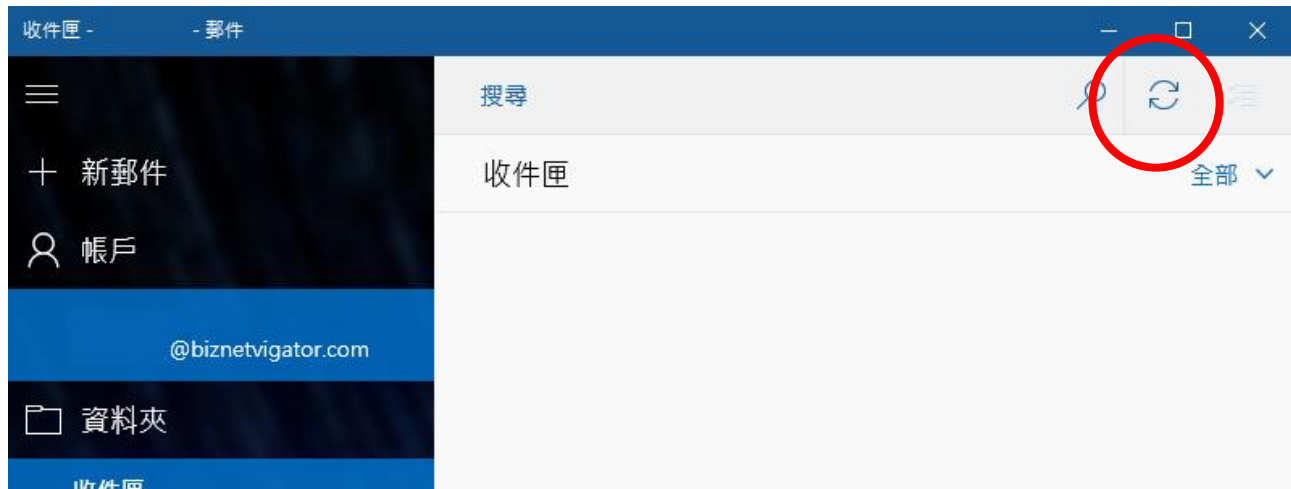 收件匣 - - 郵件
搜尋
新郵件
收件匣
全部
帳戶
@biznetvigator.com
資料夾
收件匣